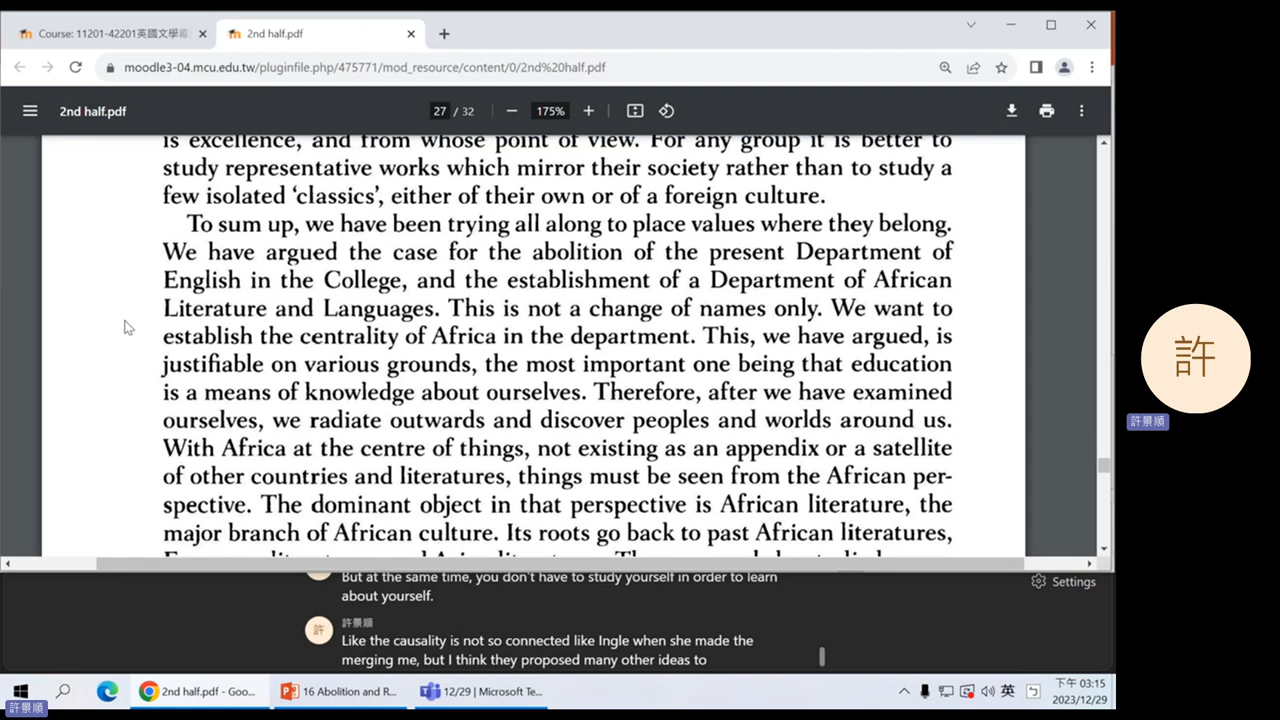 Course: 11201-42201英國文學導
2nd half.pdf
moodle3-04.mcu.edu.tw/pluginfile.php/475771/mod_resource/content/0/2nd%20half.pdf
2nd half.pdf
27 / 32
175%
is excellence, and from whose point of view. For any group it is better to
study representative works which mirror their society rather than to study a
few isolated ‘classics’, either of their own or of a foreign culture.
To sum up, we have been trying all along to place values where they belong.
We have argued the case for the abolition of the present Department of
English in the College, and the establishment of a Department of African
Literature and Languages. This is not a change of names only. We want to
establish the centrality of Africa in the department. This, we have argued, is
justifiable on various grounds, the most important one being that education
is a means of knowledge about ourselves. Therefore, after we have examined
ourselves, we radiate outwards and discover peoples and worlds around us.
With Africa at the centre of things, not existing as an appendix or a satellite
of other countries and literatures, things must be seen from the African per-
spective. The dominant object in that perspective is African literature, the
major branch of African culture. Its roots go back to past African literatures,
許
許景順
But at the same time, you don't have to study yourself in order to learn
about yourself.
Settings
許
許景順
Like the causality is not so connected like Ingle when she made the
merging me, but I think they proposed many other ideas to
2nd half.pdf - Goo...
16 Abolition and R...
12/29 | Microsoft Te...
英
下午 03:15
2023/12/29
許景順